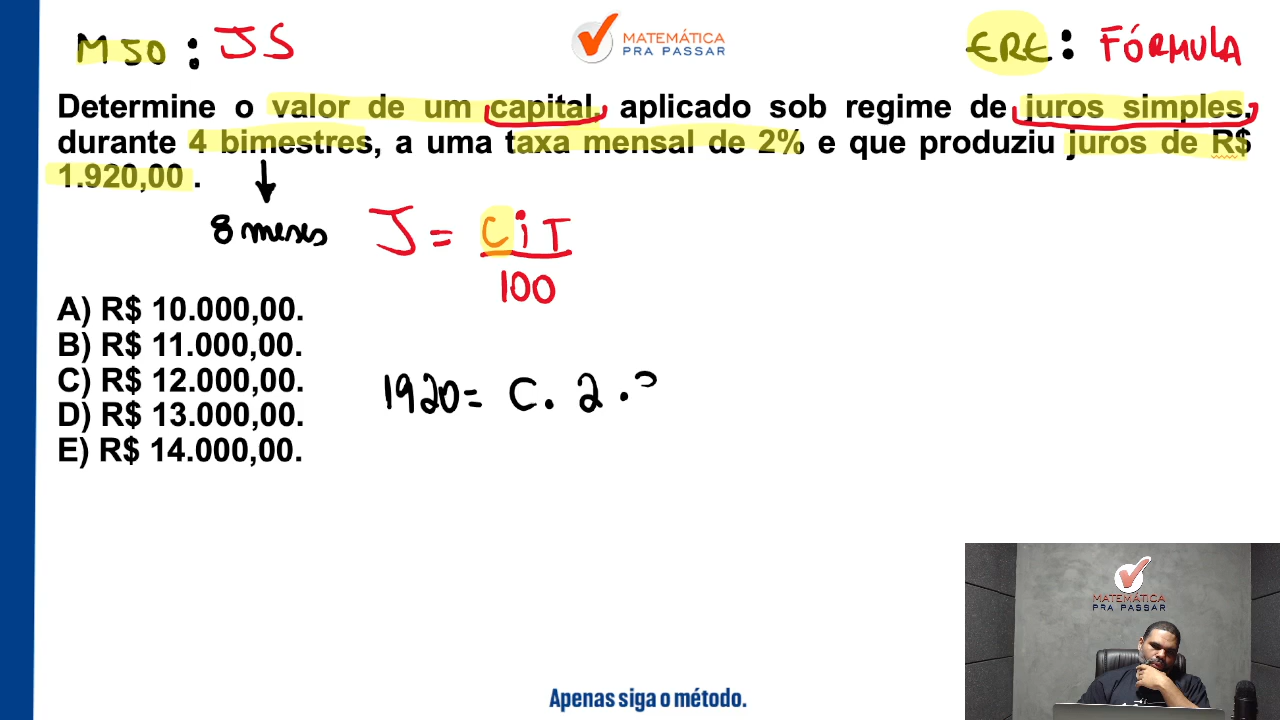 M50 : JS
MATEMÁTICA
PRA PASSAR
ERE : FÓRMULA
Determine o valor de um capital, aplicado sob regime de juros simples,
durante 4 bimestres, a uma taxa mensal de 2% e que produziu juros de R$
1.920,00 .
8 meses
J = CiT
100
A) R$ 10.000,00.
B) R$ 11.000,00.
C) R$ 12.000,00.
D) R$ 13.000,00.
E) R$ 14.000,00.
1920 = C. 2 .
MATEMÁTICA
PRA PASSAR
Apenas siga o método.